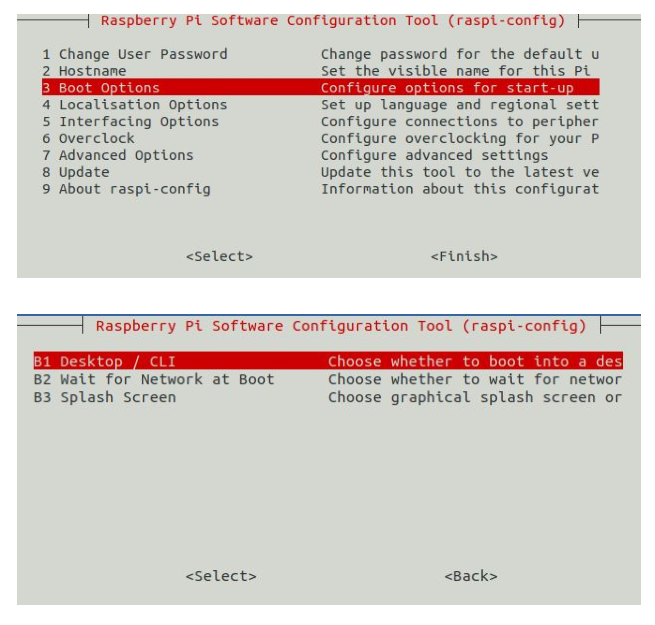 Raspberry Pi Software Configuration Tool (raspi-config)
1 Change User Password Change password for the default u
2 Hostname Set the visible name for this Pi
3 Boot Options Configure options for start-up
4 Localisation Options Set up language and regional sett
5 Interfacing Options Configure connections to peripher
6 Overclock Configure overclocking for your P
7 Advanced Options Configure advanced settings
8 Update Update this tool to the latest ve
9 About raspi-config Information about this configurat
<Select> <Finish>
Raspberry Pi Software Configuration Tool (raspi-config)
B1 Desktop / CLI Choose whether to boot into a des
B2 Wait for Network at Boot Choose whether to wait for networ
B3 Splash Screen Choose graphical splash screen or
<Select> <Back>